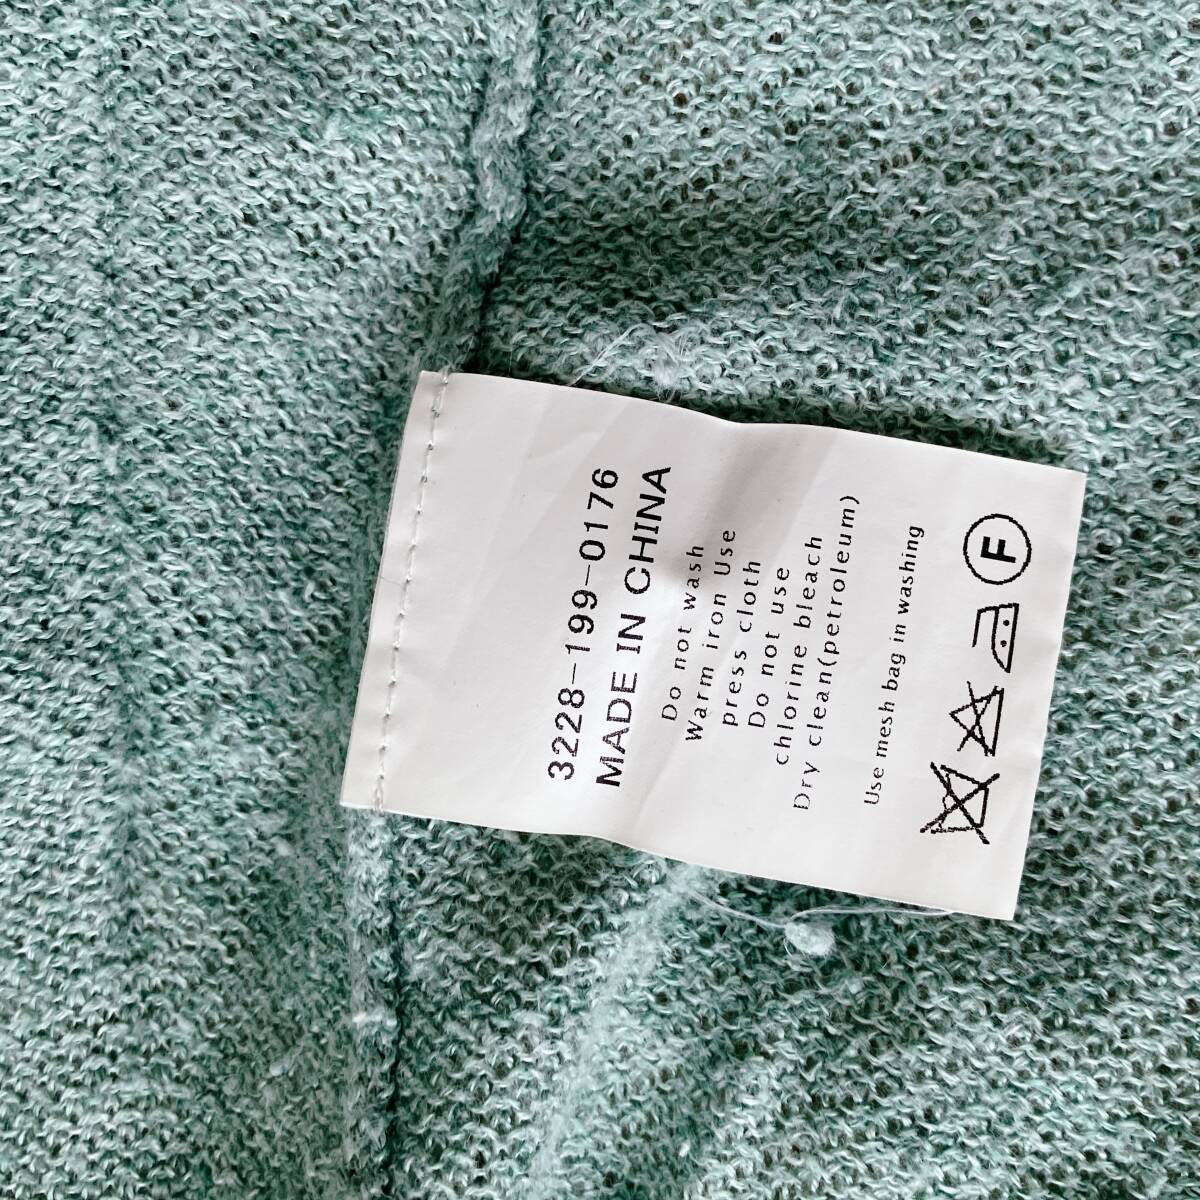 3228-199-0176
MADE IN CHINA
Do not wash
Warm iron Use
press cloth
Do not use
chlorine bleach
Dry clean(petroleum)
Use mesh bag in washing
F